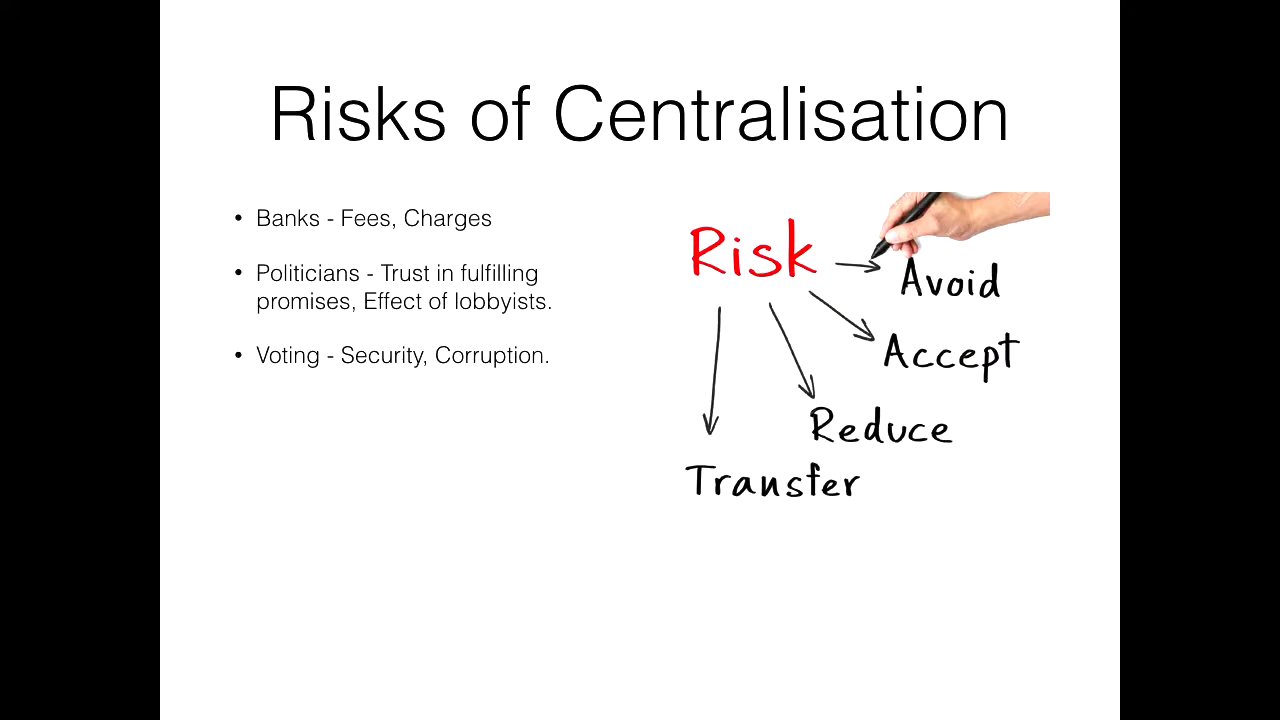 Risks of Centralisation
• Banks - Fees, Charges
• Politicians - Trust in fulfilling
promises, Effect of lobbyists.
• Voting - Security, Corruption.
Risk
Avoid
Accept
Reduce
Transfer